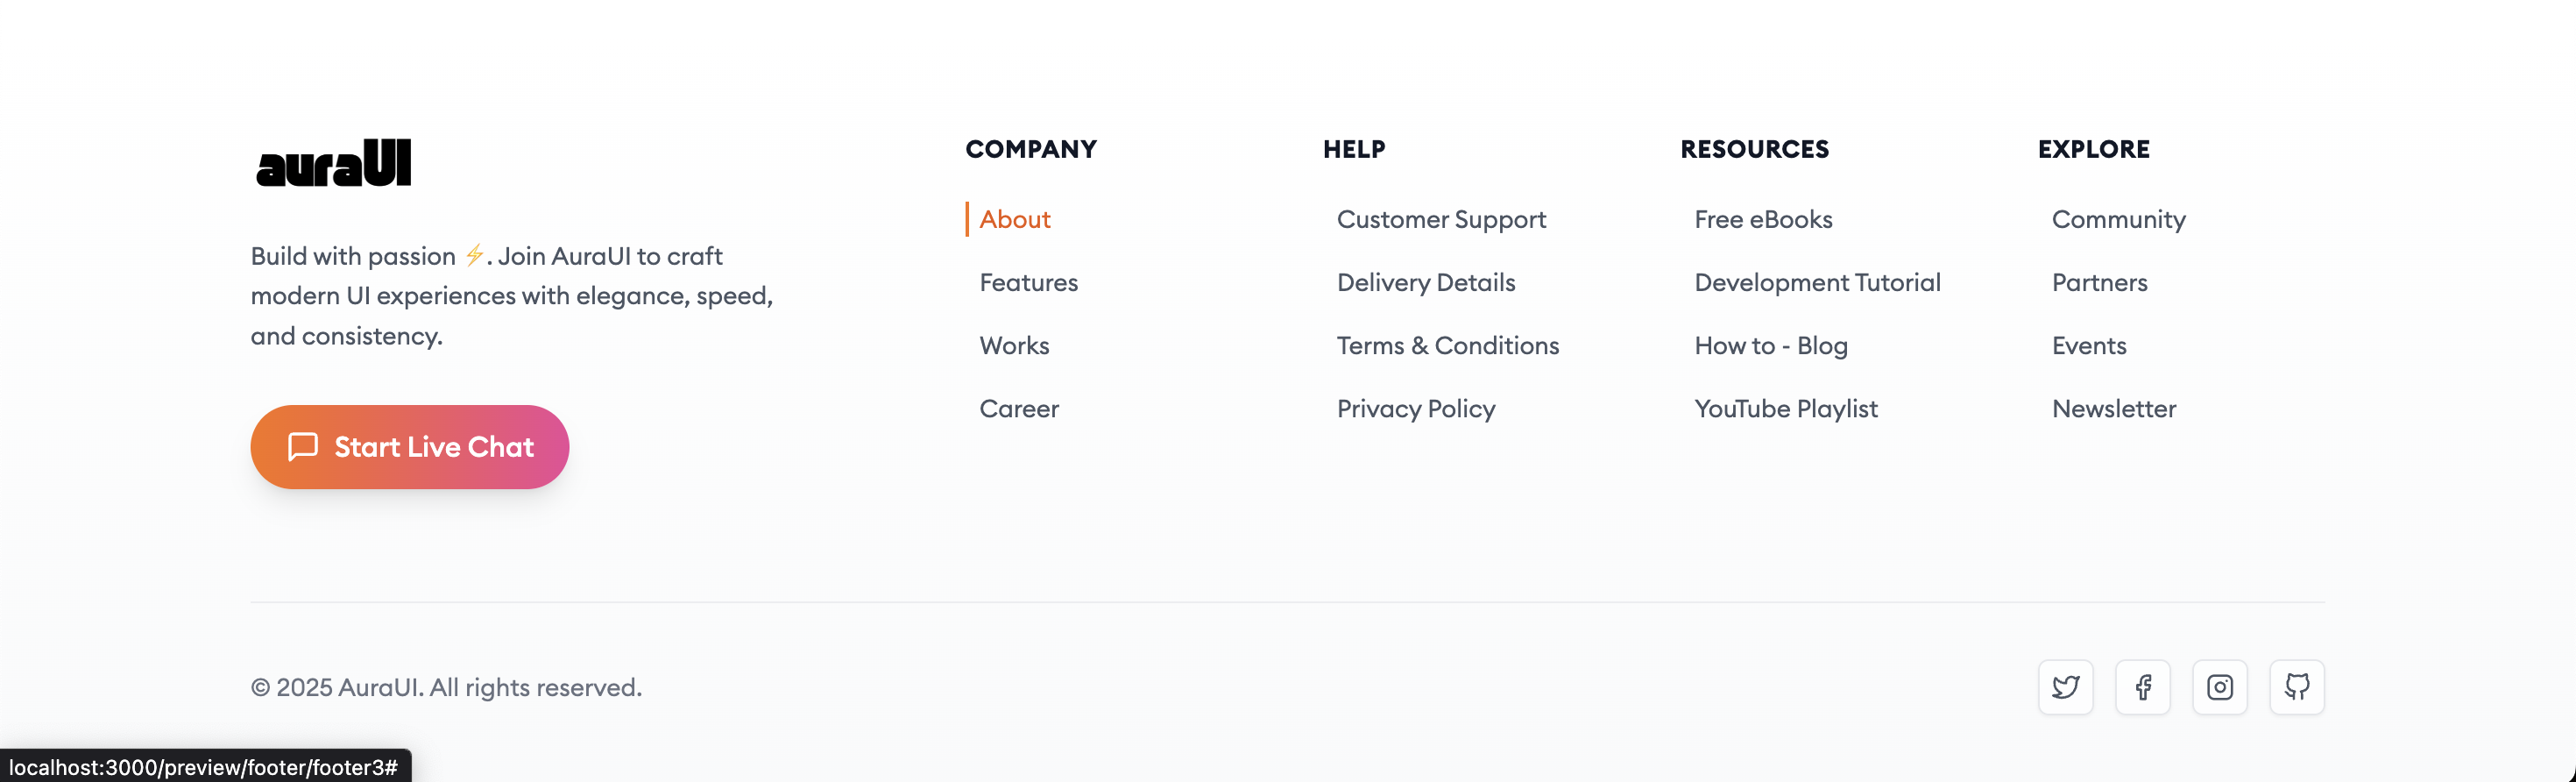 auraUI
Build with passion ⚡. Join AuraUI to craft
modern UI experiences with elegance, speed,
and consistency.
Start Live Chat
COMPANY
About
Features
Works
Career
HELP
Customer Support
Delivery Details
Terms & Conditions
Privacy Policy
RESOURCES
Free eBooks
Development Tutorial
How to - Blog
YouTube Playlist
EXPLORE
Community
Partners
Events
Newsletter
© 2025 AuraUI. All rights reserved.
localhost:3000/preview/footer/footer3#